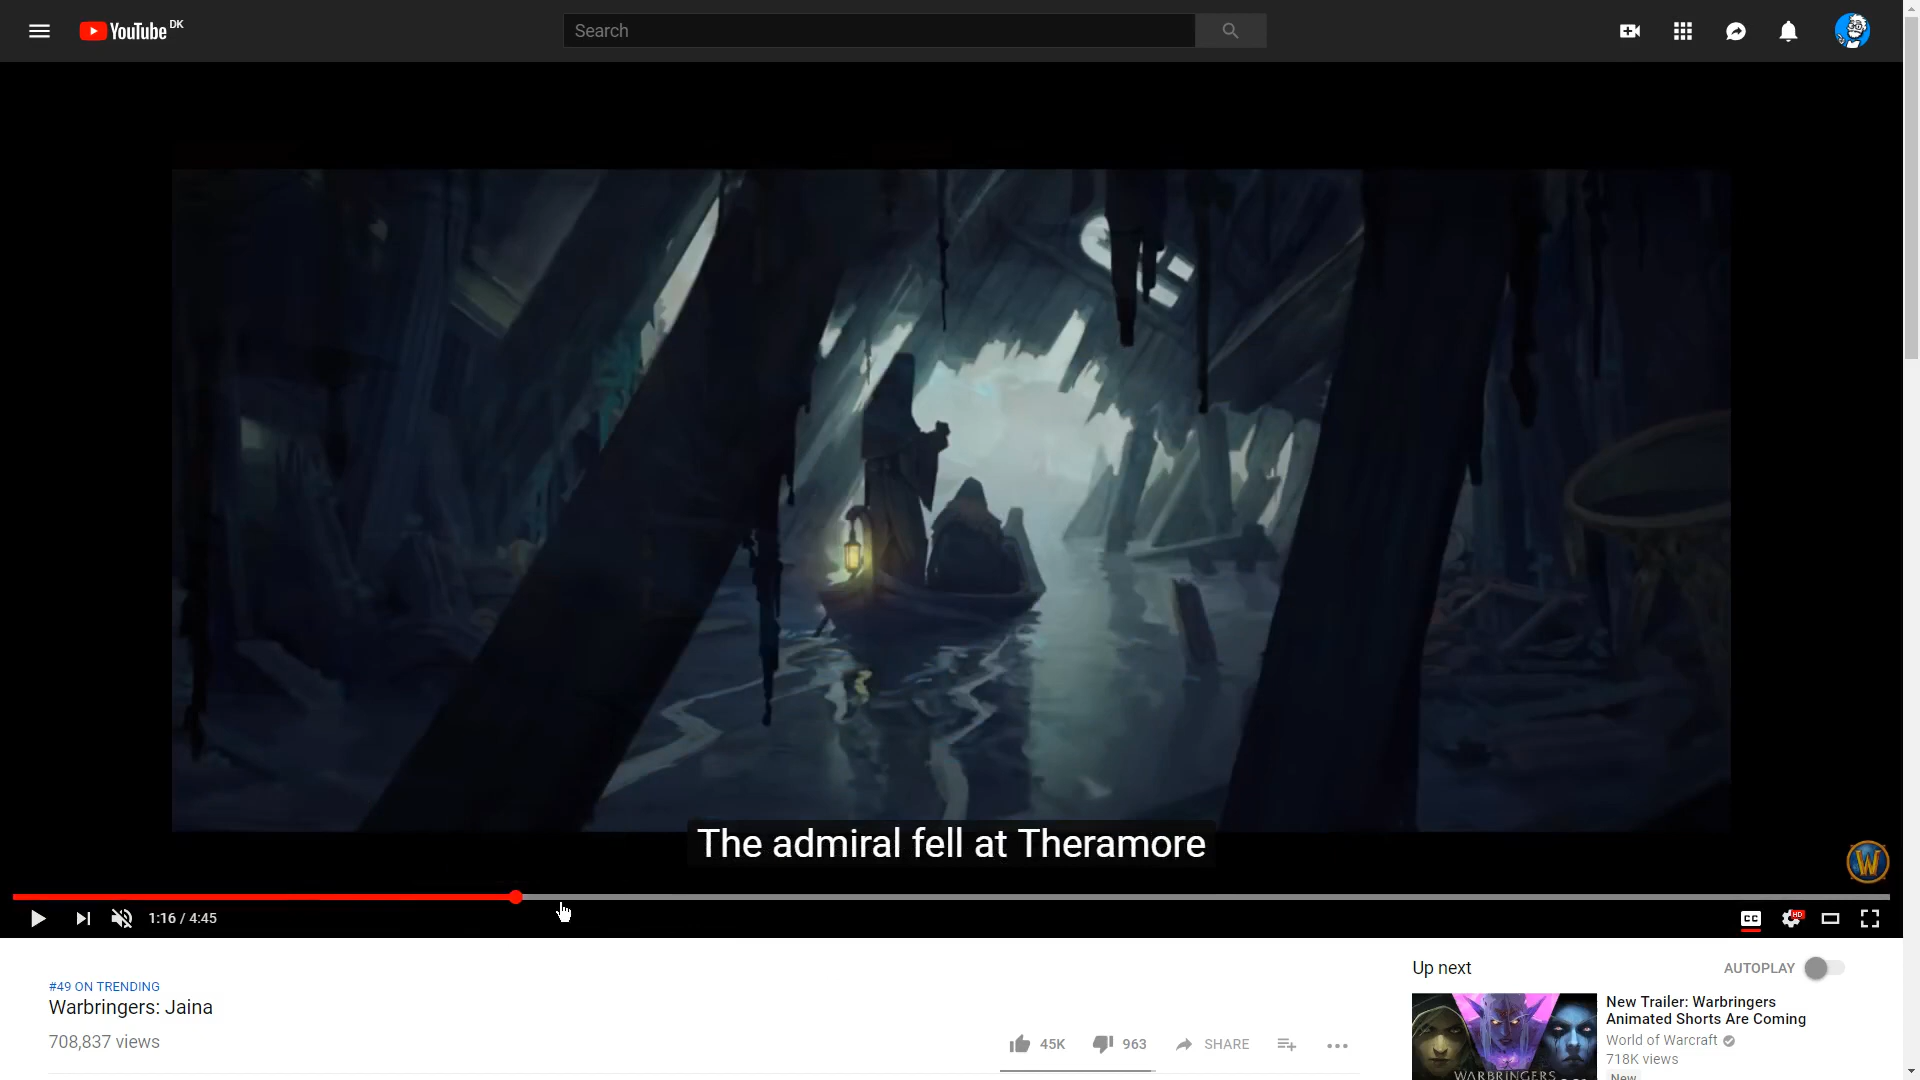 YouTube DK
Search
The admiral fell at Theramore
W
1:16 / 4:45
CC
HD
#49 ON TRENDING
Warbringers: Jaina
708,837 views
45K
963
SHARE
Up next
AUTOPLAY
WARBRINGERS
New Trailer: Warbringers
Animated Shorts Are Coming
World of Warcraft
718K views
New